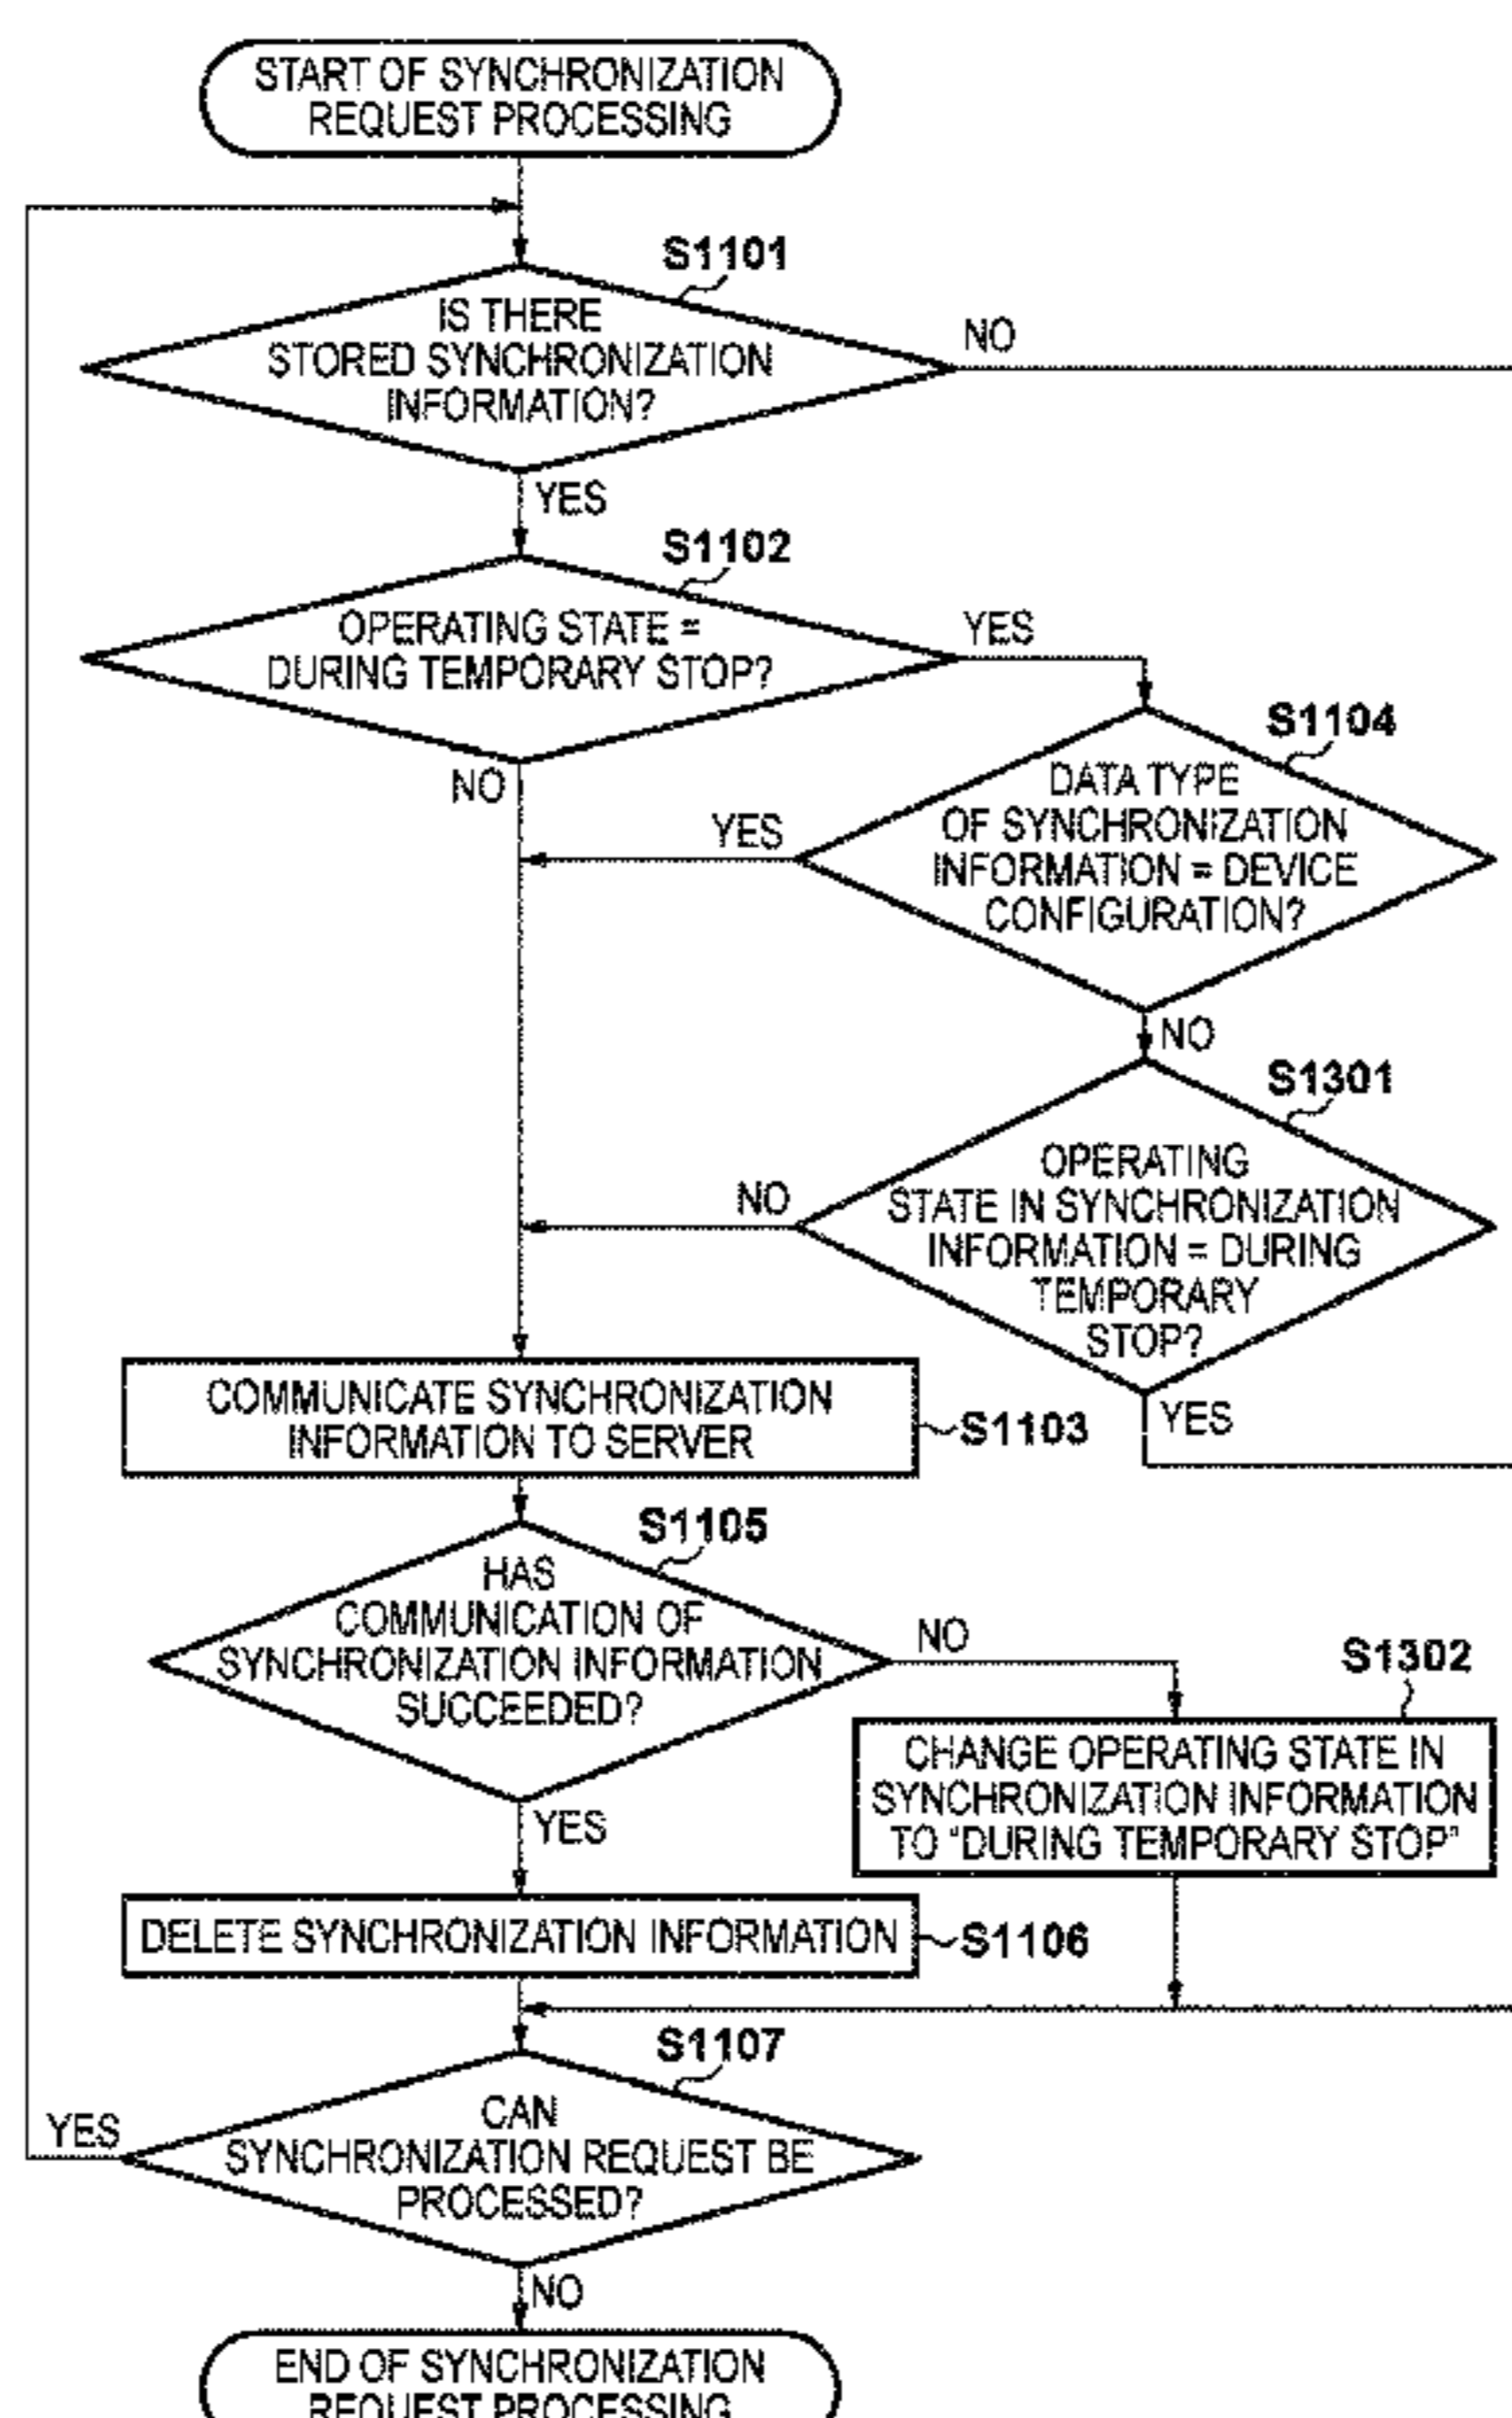 START OF SYNCHRONIZATION
REQUEST PROCESSING
S1101
IS THERE
STORED SYNCHRONIZATION
INFORMATION?
NO
YES
S1102
OPERATING STATE =
DURING TEMPORARY STOP?
YES
NO
S1104
DATA TYPE
OF SYNCHRONIZATION
INFORMATION = DEVICE
CONFIGURATION?
YES
NO
S1301
OPERATING
STATE IN SYNCHRONIZATION
INFORMATION = DURING
TEMPORARY
STOP?
NO
YES
COMMUNICATE SYNCHRONIZATION
INFORMATION TO SERVER
S1103
S1105
HAS
COMMUNICATION OF
SYNCHRONIZATION INFORMATION
SUCCEEDED?
NO
YES
S1302
CHANGE OPERATING STATE IN
SYNCHRONIZATION INFORMATION
TO "DURING TEMPORARY STOP"
DELETE SYNCHRONIZATION INFORMATION
S1106
S1107
CAN
SYNCHRONIZATION REQUEST BE
PROCESSED?
YES
NO
END OF SYNCHRONIZATION
REQUEST PROCESSING